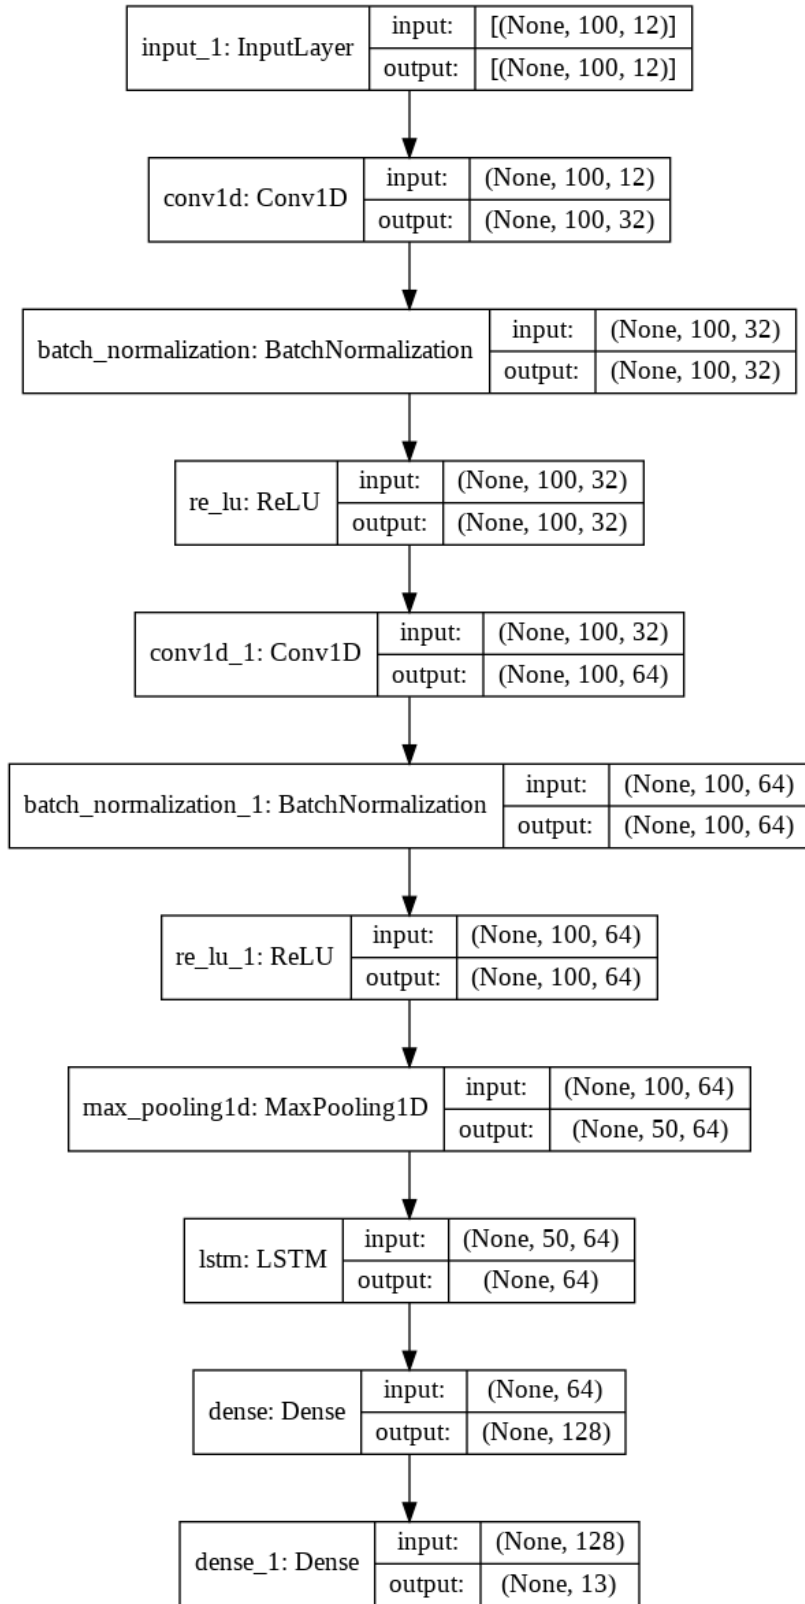 input_1: InputLayer
input: [(None, 100, 12)]
output: [(None, 100, 12)]
conv1d: Conv1D
input: (None, 100, 12)
output: (None, 100, 32)
batch_normalization: BatchNormalization
input: (None, 100, 32)
output: (None, 100, 32)
re_lu: ReLU
input: (None, 100, 32)
output: (None, 100, 32)
conv1d_1: Conv1D
input: (None, 100, 32)
output: (None, 100, 64)
batch_normalization_1: BatchNormalization
input: (None, 100, 64)
output: (None, 100, 64)
re_lu_1: ReLU
input: (None, 100, 64)
output: (None, 100, 64)
max_pooling1d: MaxPooling1D
input: (None, 100, 64)
output: (None, 50, 64)
lstm: LSTM
input: (None, 50, 64)
output: (None, 64)
dense: Dense
input: (None, 64)
output: (None, 128)
dense_1: Dense
input: (None, 128)
output: (None, 13)